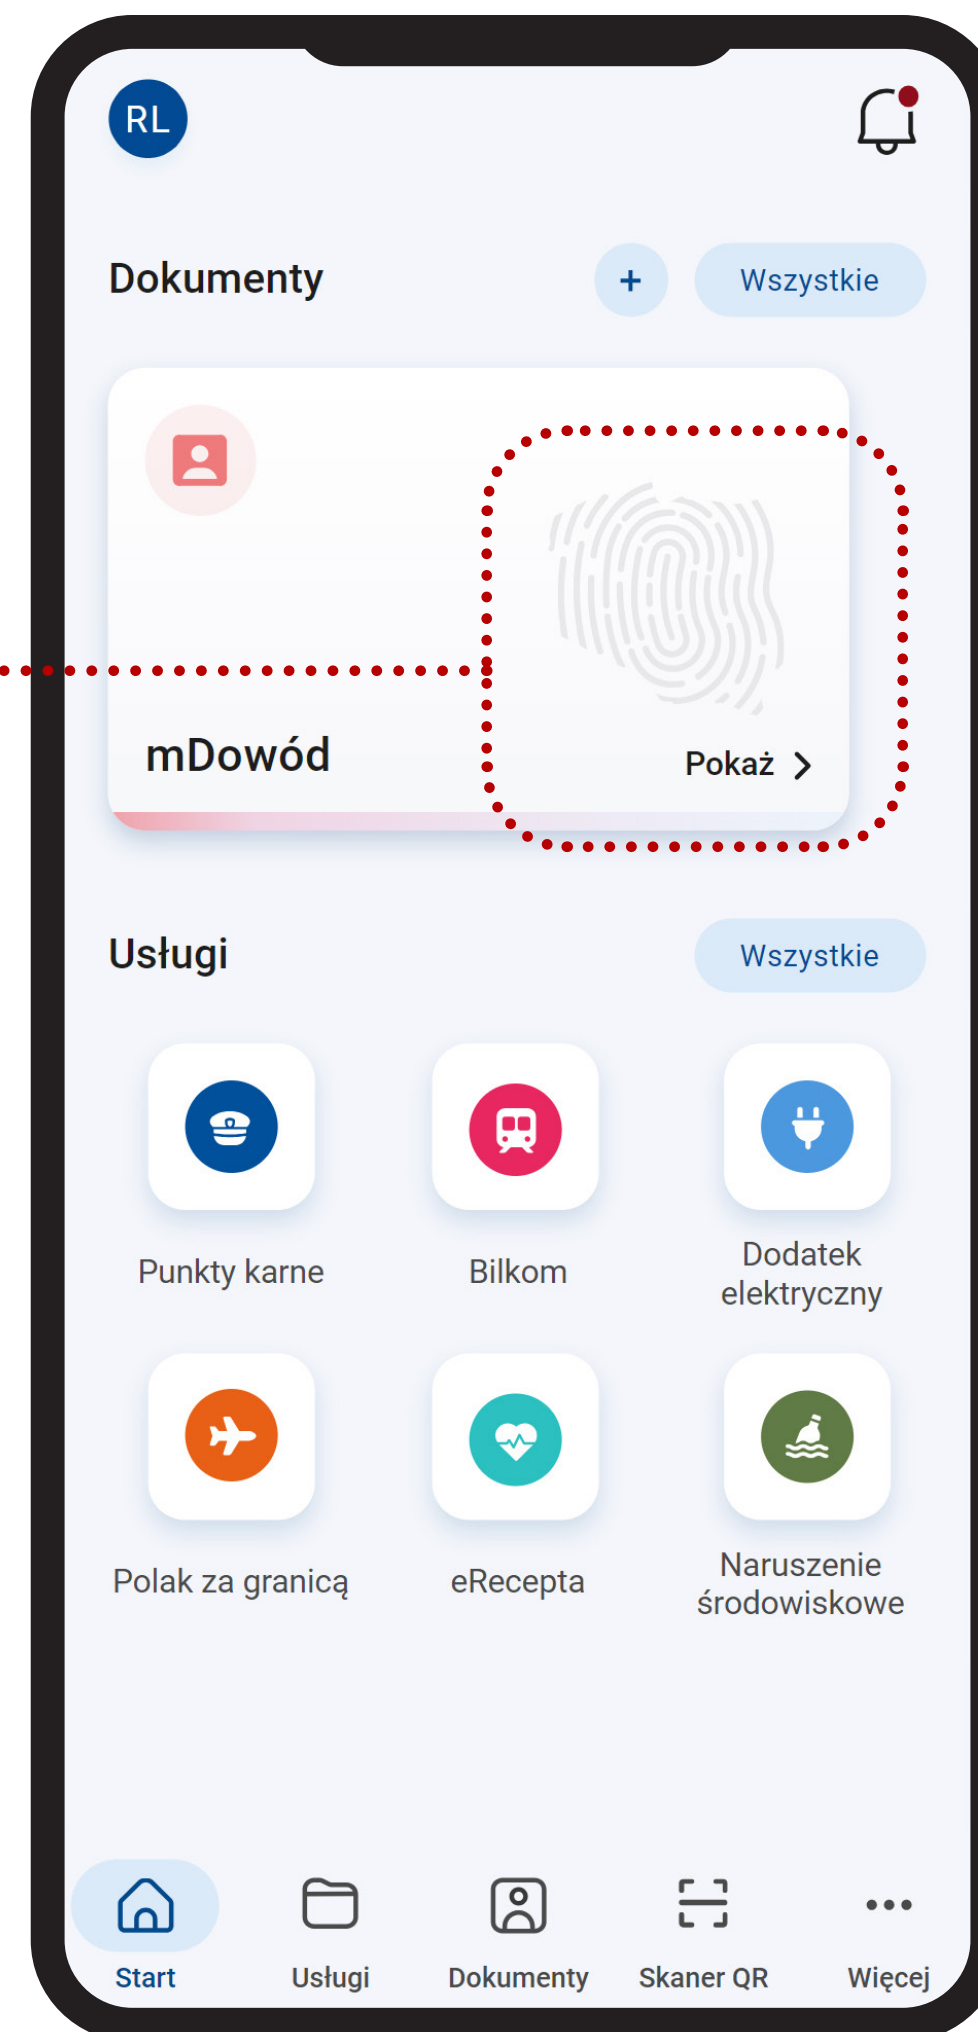 RL
Dokumenty
+
Wszystkie
mDowód
Pokaż
Usługi
Wszystkie
Punkty karne
Bilkom
Dodatek
elektryczny
Polak za granicą
eRecepta
Naruszenie
środowiskowe
Start
Usługi
Dokumenty
Skaner QR
Więcej